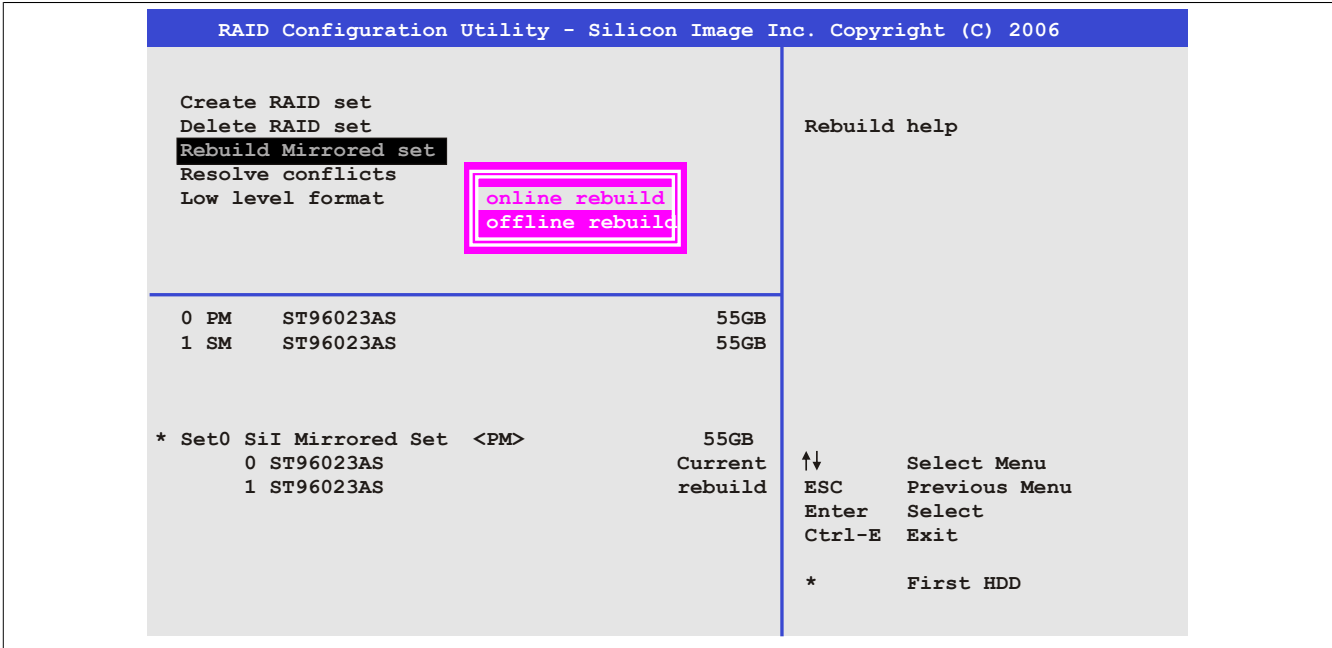 RAID Configuration Utility - Silicon Image Inc. Copyright (C) 2006
Create RAID set
Delete RAID set
Rebuild Mirrored set
Resolve conflicts
Low level format
online rebuild
offline rebuild
Rebuild help
0 PM ST96023AS 55GB
1 SM ST96023AS 55GB
* Set0 SiI Mirrored Set <PM> 55GB
0 ST96023AS Current
1 ST96023AS rebuild
↑↓ Select Menu
ESC Previous Menu
Enter Select
Ctrl-E Exit
* First HDD